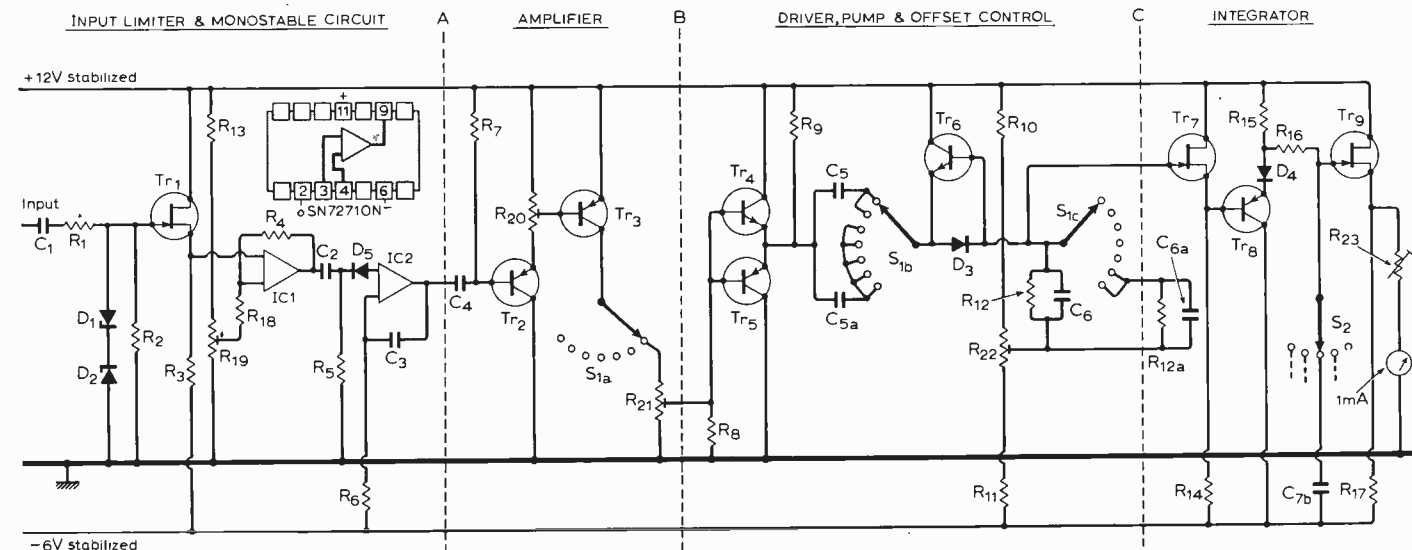 INPUT LIMITER & MONOSTABLE CIRCUIT
A
AMPLIFIER
B
DRIVER, PUMP & OFFSET CONTROL
C
INTEGRATOR
+12V stabilized
R13
+
11
9
2
3
4
6
-
SN72710N
R7
R9
Tr6
R10
Tr7
R15
R16
Tr9
Tr1
R20
Tr3
Tr4
C5
S1c
D4
Input
C1
R1
R4
C2
D5
IC2
IC1
C4
Tr2
Tr5
S1b
D3
C6a
Tr8
R23
D1
R2
R18
R12
C6
C5a
R3
R19
R5
C3
S1a
R22
R12a
S2
D2
R21
1mA
R8
R6
R11
R14
C7b
R17
-6V stabilized